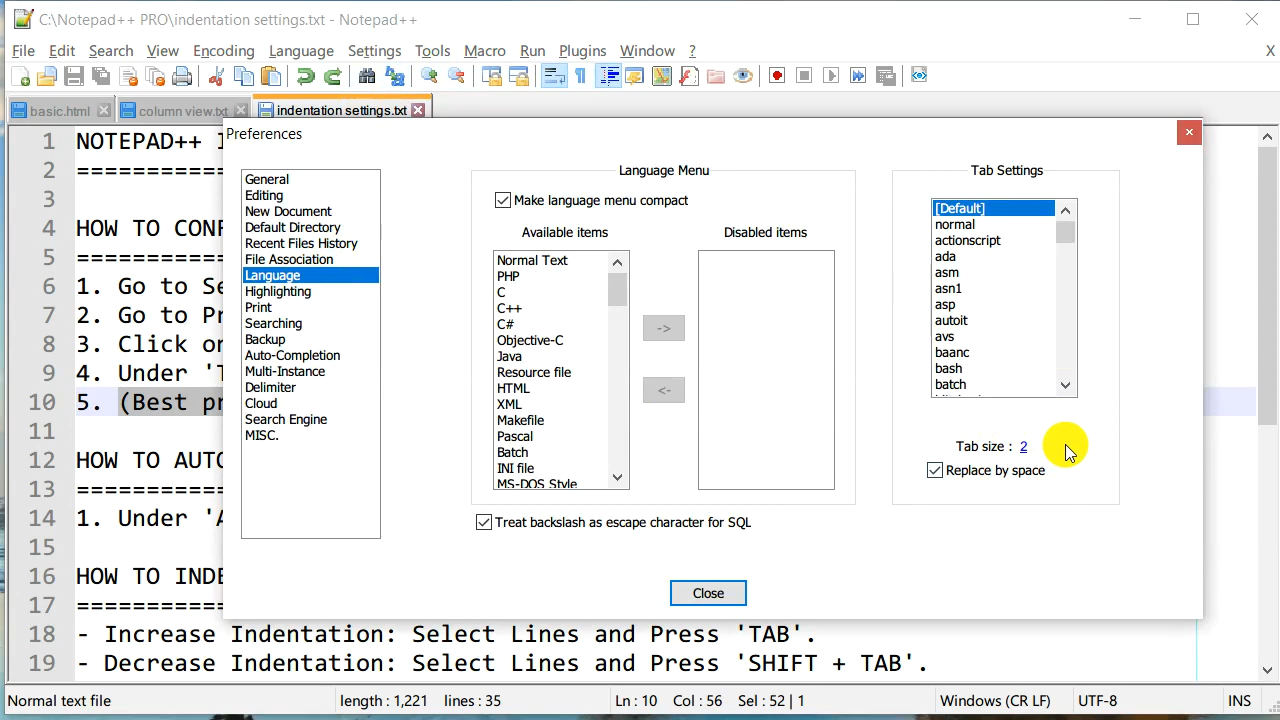 C:\Notepad++ PRO\indentation settings.txt - Notepad++
File Edit Search View Encoding Language Settings Tools Macro Run Plugins Window ? X
basic.html column view.txt indentation settings.txt
Preferences
General
Editing
New Document
Default Directory
Recent Files History
File Association
Language
Highlighting
Print
Searching
Backup
Auto-Completion
Multi-Instance
Delimiter
Cloud
Search Engine
MISC.
Language Menu
Make language menu compact
Available items
Normal Text
PHP
C
C++
C#
Objective-C
Java
Resource file
HTML
XML
Makefile
Pascal
Batch
INI file
MS-DOS Style
->
<-
Disabled items
Treat backslash as escape character for SQL
Tab Settings
[Default]
normal
actionscript
ada
asm
asn1
asp
autoit
avs
baanc
bash
batch
Tab size : 2
Replace by space
Close
1 NOTEPAD++
2 ===========
3
4 HOW TO CONF
5 ===========
6 1. Go to Se
7 2. Go to Pr
8 3. Click on
9 4. Under 'T
10 5. (Best pr
11
12 HOW TO AUTO
13 ===========
14 1. Under 'A
15
16 HOW TO INDE
17 ===========
18 - Increase Indentation: Select Lines and Press 'TAB'.
19 - Decrease Indentation: Select Lines and Press 'SHIFT + TAB'.
Normal text file length : 1,221 lines : 35 Ln : 10 Col : 56 Sel : 52 | 1 Windows (CR LF) UTF-8 INS